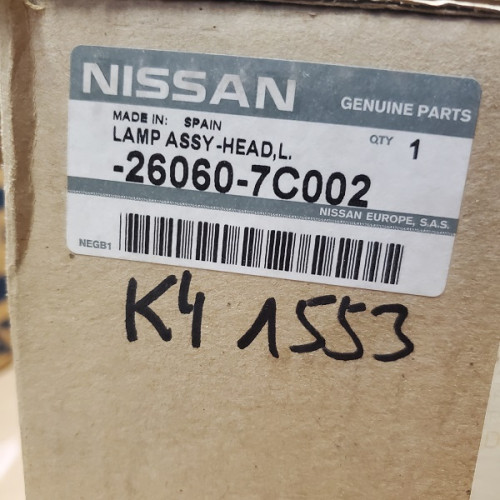 NISSAN
GENUINE PARTS
MADE IN: SPAIN
LAMP ASSY-HEAD,L.
QTY 1
-26060-7C002
NISSAN EUROPE, S.A.S.
NEGB1
K4 1553